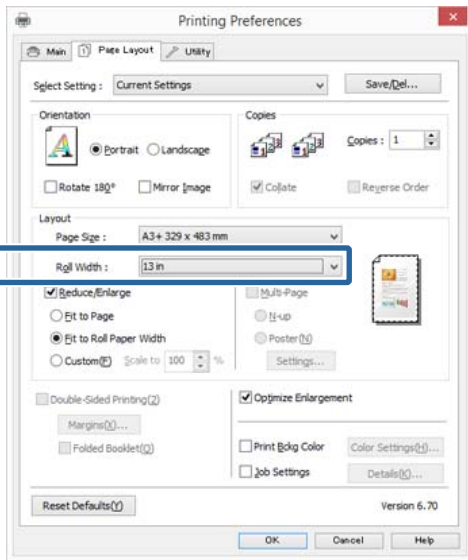 Printing Preferences
Main Page Layout Utility
Select Setting : Current Settings Save/Del...
Orientation Copies
Portrait Landscape Copies : 1
Rotate 180° Mirror Image Collate Reverse Order
Layout
Page Size : A3+ 329 x 483 mm
Roll Width : 13 in
Reduce/Enlarge Multi-Page
Fit to Page N-up
Fit to Roll Paper Width Poster(N)
Custom(F) Scale to 100 % Settings...
Double-Sided Printing(2) Optimize Enlargement
Margins(X)...
Folded Booklet(O) Print Bckg Color Color Settings(H)...
Job Settings Details(K)...
Reset Defaults(Y) Version 6.70
OK Cancel Help